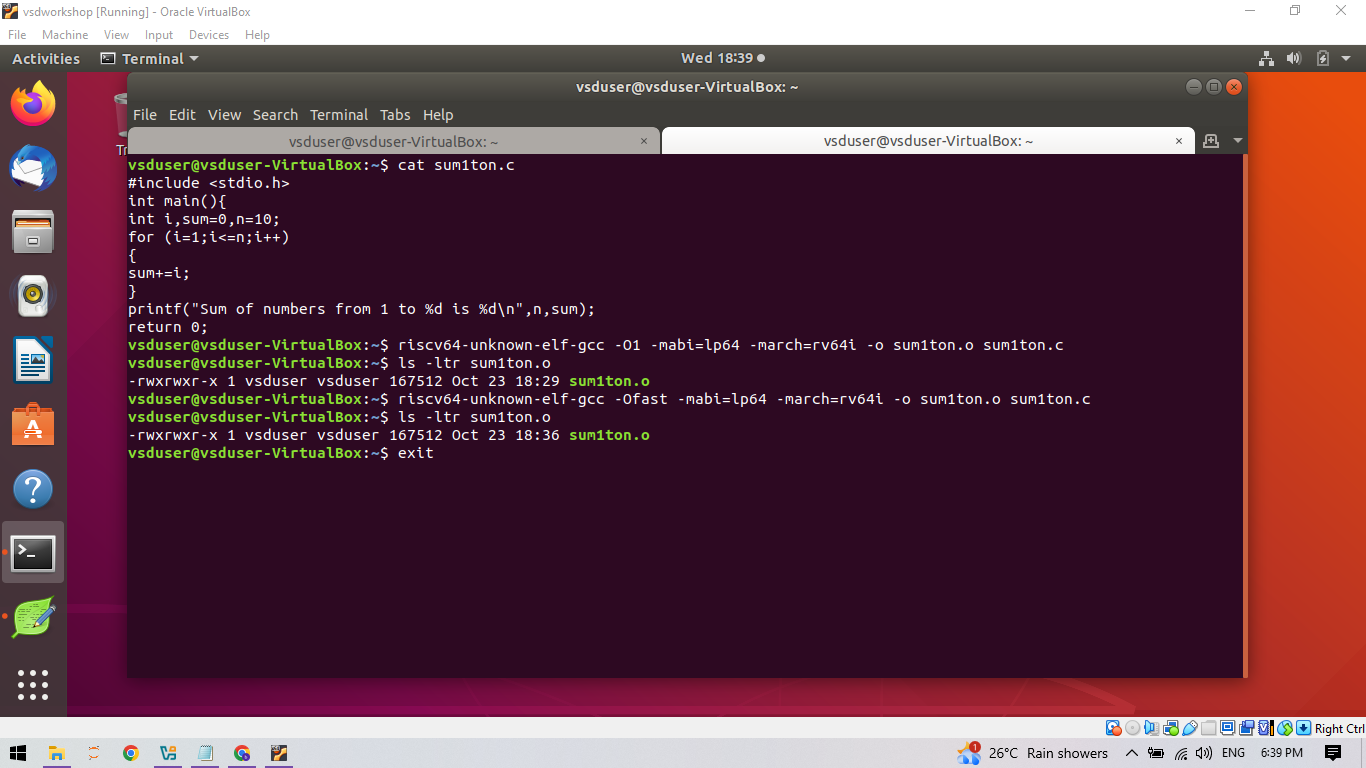 vsdworkshop [Running] - Oracle VirtualBox
File Machine View Input Devices Help
Activities Terminal Wed 18:39
vsduser@vsduser-VirtualBox: ~
File Edit View Search Terminal Tabs Help
vsduser@vsduser-VirtualBox: ~ × vsduser@vsduser-VirtualBox: ~ ×
Tr
vsduser@vsduser-VirtualBox:~$ cat sum1ton.c
#include <stdio.h>
int main(){
int i,sum=0,n=10;
for (i=1;i<=n;i++)
{
sum+=i;
}
printf("Sum of numbers from 1 to %d is %d\n",n,sum);
return 0;
vsduser@vsduser-VirtualBox:~$ riscv64-unknown-elf-gcc -O1 -mabi=lp64 -march=rv64i -o sum1ton.o sum1ton.c
vsduser@vsduser-VirtualBox:~$ ls -ltr sum1ton.o
-rwxrwxr-x 1 vsduser vsduser 167512 Oct 23 18:29 sum1ton.o
vsduser@vsduser-VirtualBox:~$ riscv64-unknown-elf-gcc -Ofast -mabi=lp64 -march=rv64i -o sum1ton.o sum1ton.c
vsduser@vsduser-VirtualBox:~$ ls -ltr sum1ton.o
-rwxrwxr-x 1 vsduser vsduser 167512 Oct 23 18:36 sum1ton.o
vsduser@vsduser-VirtualBox:~$ exit
Right Ctrl
1 26°C Rain showers ENG 6:39 PM